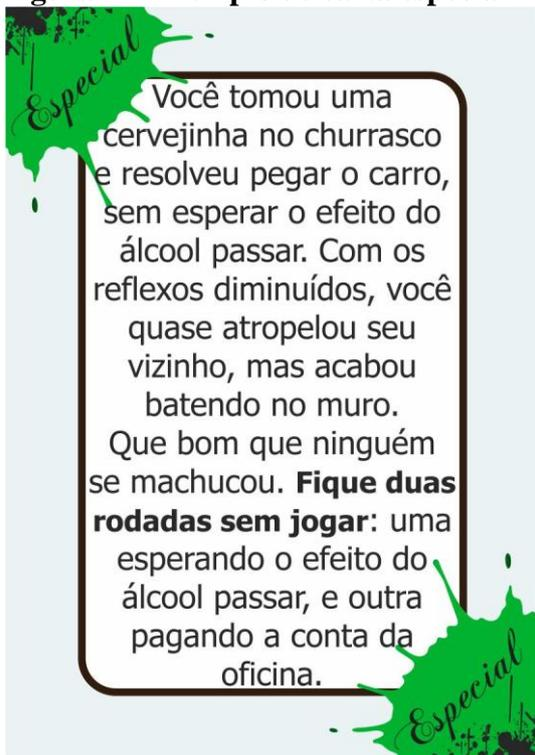 Especial
Você tomou uma
cervejinha no churrasco
e resolveu pegar o carro,
sem esperar o efeito do
álcool passar. Com os
reflexos diminuídos, você
quase atropelou seu
vizinho, mas acabou
batendo no muro.
Que bom que ninguém
se machucou. Fique duas
rodadas sem jogar: uma
esperando o efeito do
álcool passar, e outra
pagando a conta da
oficina.
Especial